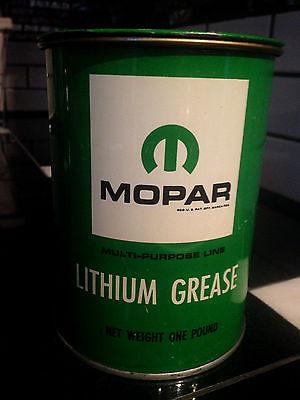 MOPAR
MULTI-PURPOSE LINE
LITHIUM GREASE
NET WEIGHT ONE POUND